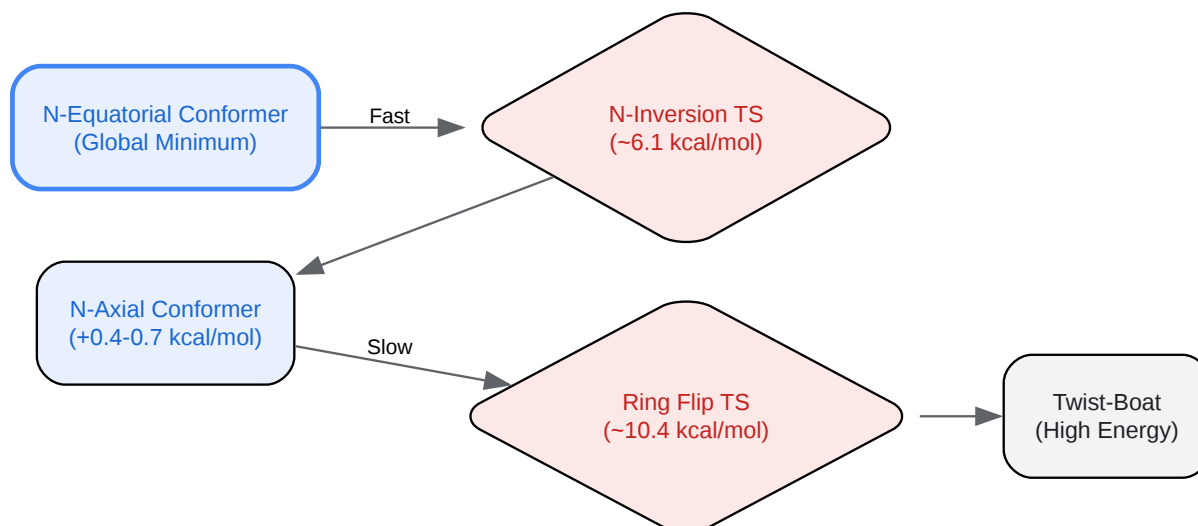 N-Equatorial Conformer
(Global Minimum)
Fast
N-Inversion TS
(~6.1 kcal/mol)
N-Axial Conformer
(+0.4-0.7 kcal/mol)
Slow
Ring Flip TS
(~10.4 kcal/mol)
Twist-Boat
(High Energy)